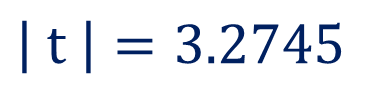 | t | = 3.2745